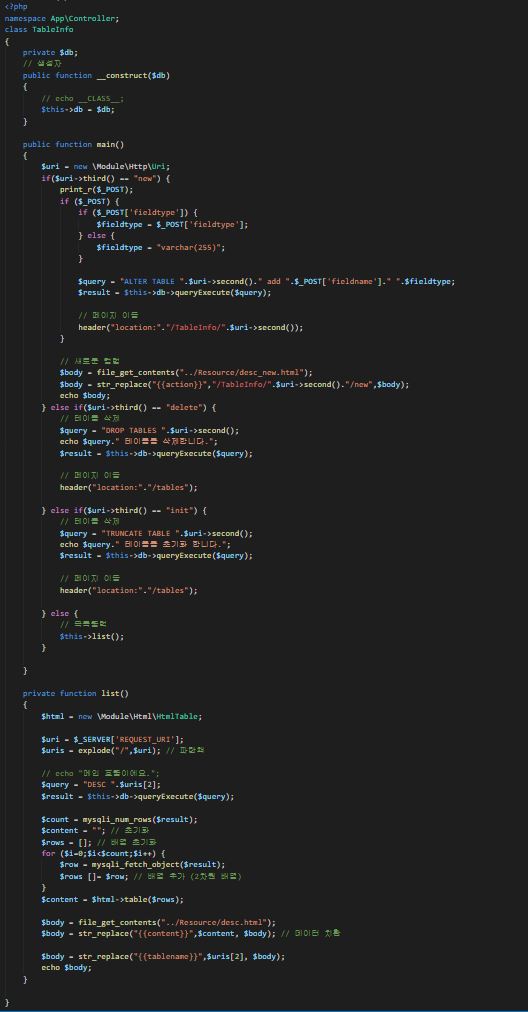 <?php
namespace App\Controller;
class TableInfo
{
    private $db;
    // 생성자
    public function __construct($db)
    {
        // echo __CLASS__;
        $this->db = $db;
    }

    public function main()
    {
        $uri = new \Module\Http\Uri;
        if($uri->third() == "new") {
            print_r($_POST);
            if ($_POST) {
                if ($_POST['fieldtype']) {
                    $fieldtype = $_POST['fieldtype'];
                } else {
                    $fieldtype = "varchar(255)";
                }

                $query = "ALTER TABLE ".$uri->second()." add ".$_POST['fieldname']." ".$fieldtype;
                $result = $this->db->queryExecute($query);

                // 페이지 이동
                header("location:"."/TableInfo/".$uri->second());
            }

            // 새로운 컬럼
            $body = file_get_contents("../Resource/desc_new.html");
            $body = str_replace("{{action}}","/TableInfo/".$uri->second()."/new",$body);
            echo $body;
        } else if($uri->third() == "delete") {
            // 테이블 삭제
            $query = "DROP TABLES ".$uri->second();
            echo $query." 테이블를 삭제합니다.";
            $result = $this->db->queryExecute($query);

            // 페이지 이동
            header("location:"."/tables");

        } else if($uri->third() == "init") {
            // 테이블 삭제
            $query = "TRUNCATE TABLE ".$uri->second();
            echo $query." 테이블를 초기화 합니다.";
            $result = $this->db->queryExecute($query);

            // 페이지 이동
            header("location:"."/tables");

        } else {
            // 목록출력
            $this->list();
        }

    }

    private function list()
    {
        $html = new \Module\Html\HtmlTable;

        $uri = $_SERVER['REQUEST_URI'];
        $uris = explode("/",$uri); // 파란책

        // echo "메인 호출이에요.";
        $query = "DESC ".$uris[2];
        $result = $this->db->queryExecute($query);

        $count = mysqli_num_rows($result);
        $content = ""; // 초기화
        $rows = []; // 배열 초기화
        for ($i=0;$i<$count;$i++) {
            $row = mysqli_fetch_object($result);
            $rows []= $row; // 배열 추가 (2차원 배열)
        }
        $content = $html->table($rows);

        $body = file_get_contents("../Resource/desc.html");
        $body = str_replace("{{content}}",$content, $body); // 데이터 치환

        $body = str_replace("{{tablename}}",$uris[2], $body);
        echo $body;
    }

}